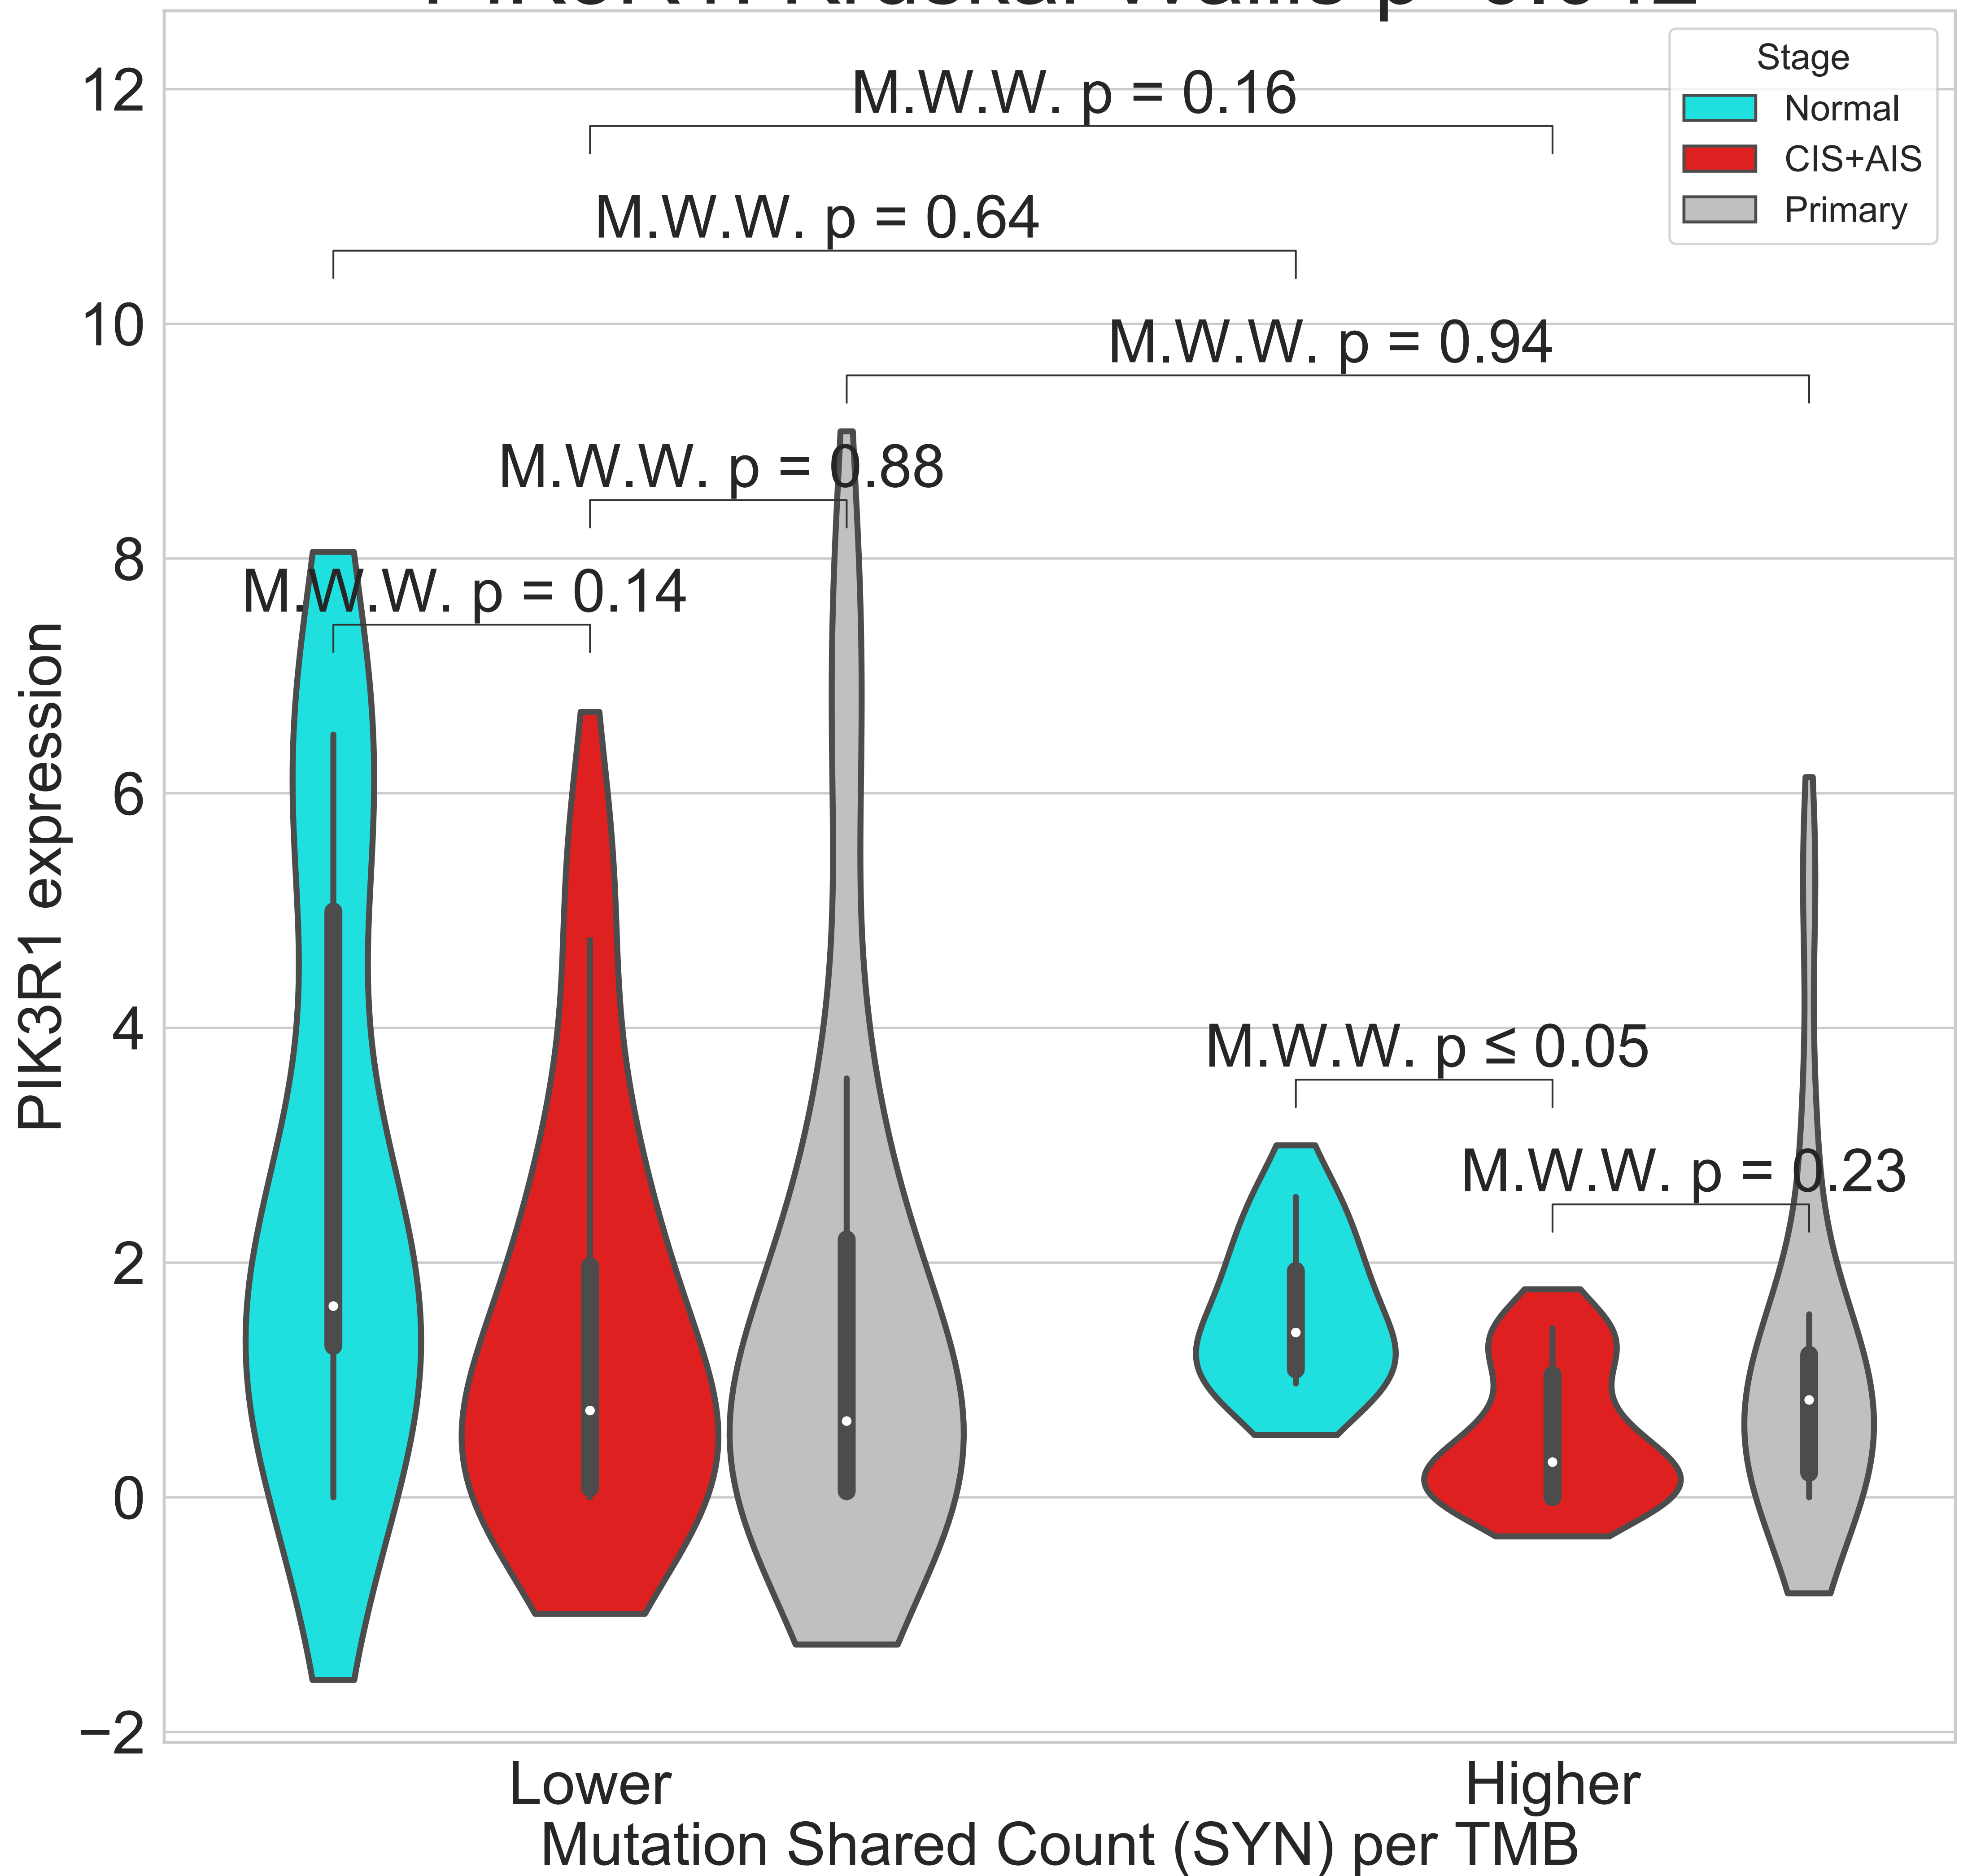 Stage
Normal
CIS+AIS
Primary
M.W.W. p = 0.16
M.W.W. p = 0.64
M.W.W. p = 0.94
M.W.W. p = 0.88
M.W.W. p = 0.14
M.W.W. p ≤ 0.05
M.W.W. p = 0.23
12
10
8
6
4
2
0
−2
PIK3R1 expression
Lower
Higher
Mutation Shared Count (SYN) per TMB